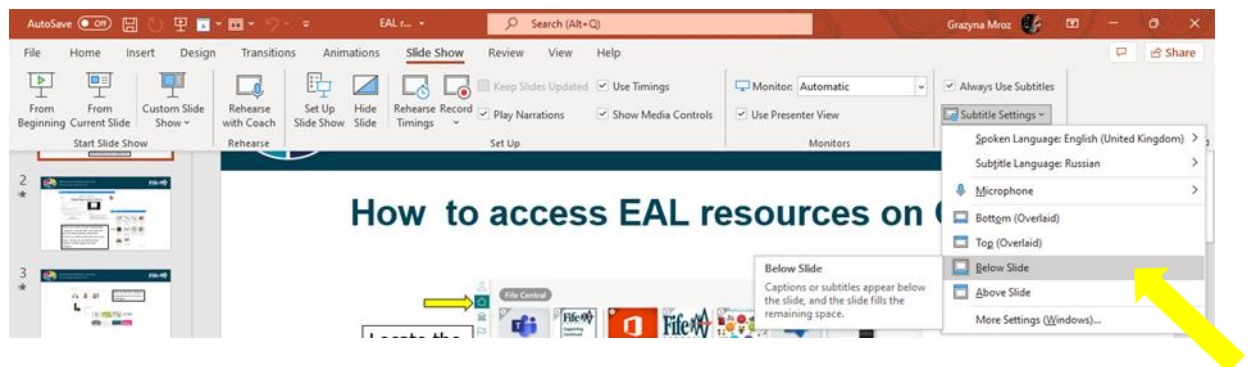 AutoSave Off EAL r... Search (Alt+Q) Grazyna Mroz
File Home Insert Design Transitions Animations Slide Show Review View Help Share
From Beginning
From Current Slide
Custom Slide Show
Start Slide Show
Rehearse with Coach
Rehearse
Set Up Slide Show
Hide Slide
Rehearse Timings
Record
Keep Slides Updated
Use Timings
Play Narrations
Show Media Controls
Set Up
Monitor: Automatic
Use Presenter View
Monitors
Always Use Subtitles
Subtitle Settings
Spoken Language: English (United Kingdom)
Subtitle Language: Russian
Microphone
Bottom (Overlaid)
Top (Overlaid)
Below Slide
Above Slide
More Settings (Windows)...
Below Slide
Captions or subtitles appear below
the slide, and the slide fills the
remaining space.
2
3
How to access EAL resources on
Fife Central
Fife
Fife
Locate the